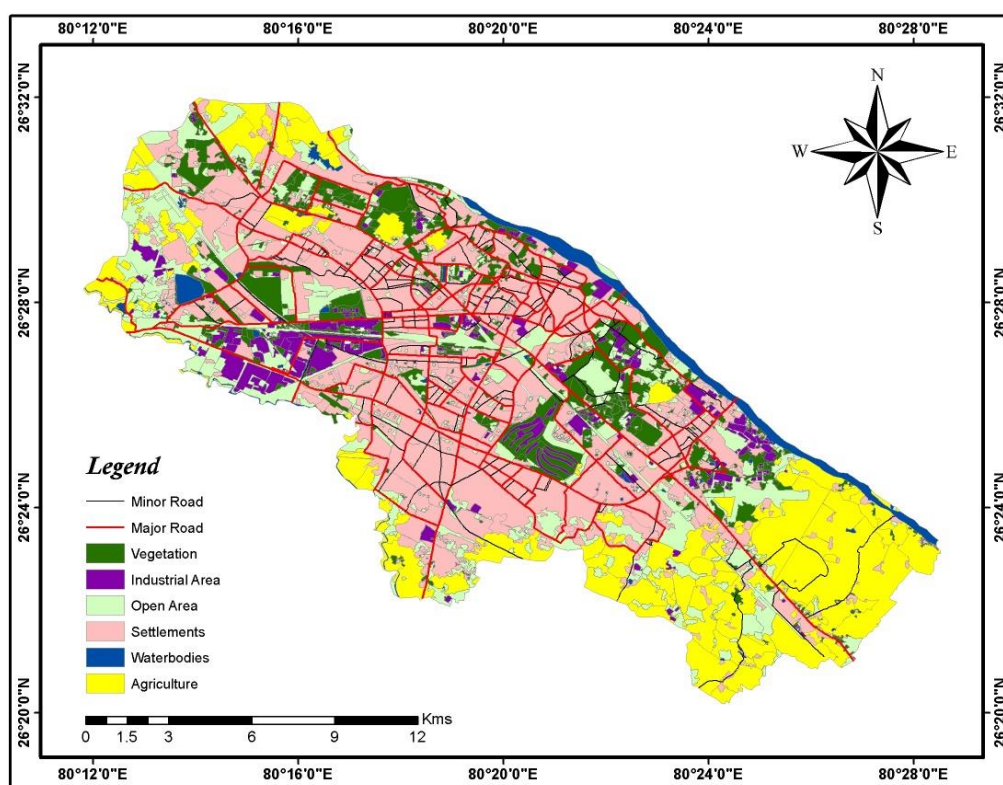 80°12'0"E 80°16'0"E 80°20'0"E 80°24'0"E 80°28'0"E
26°32'0"N 26°32'0"N
N
W E
S
26°28'0"N 26°28'0"N
Legend
Minor Road
26°24'0"N 26°24'0"N
Major Road
Vegetation
Industrial Area
Open Area
Settlements
Waterbodies
Agriculture
26°20'0"N 26°20'0"N
Kms
0 1.5 3 6 9 12
80°12'0"E 80°16'0"E 80°20'0"E 80°24'0"E 80°28'0"E